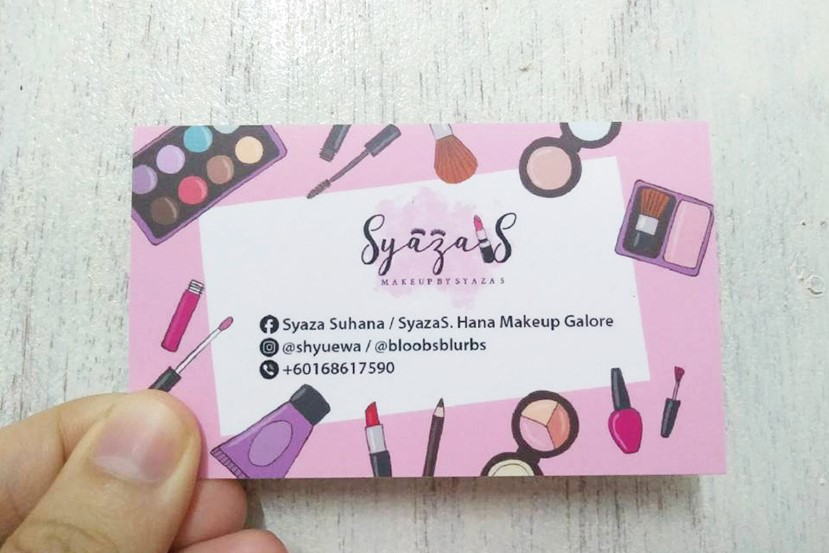 SyazaS
MAKEUP BY SYAZA S
Syaza Suhana / SyazaS. Hana Makeup Galore
@shyuewa / @bloobsblurbs
+60168617590